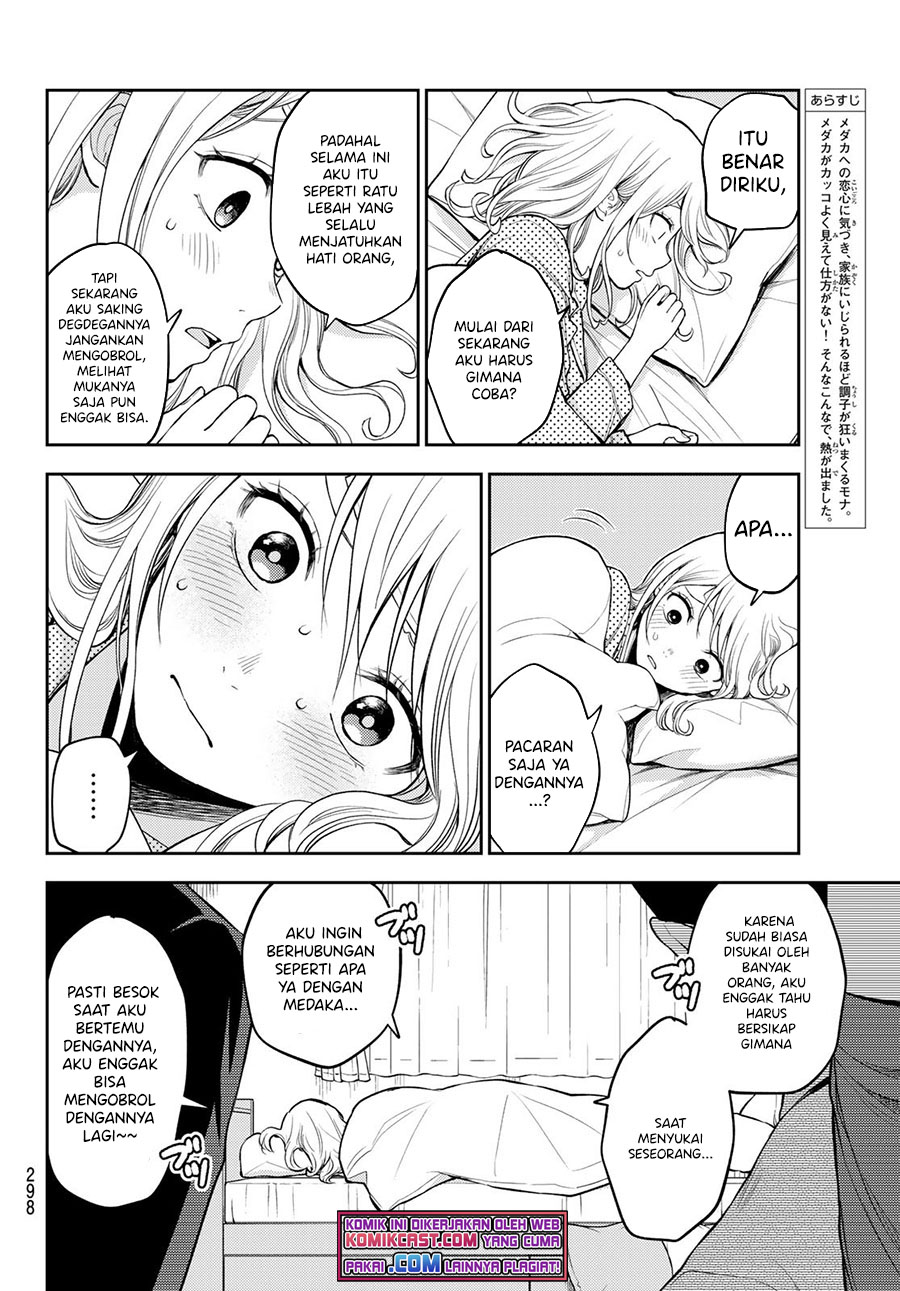 あらすじ
メダカへの恋心に気づき、家族にいじられるほど調子が狂いまくるモナ。
メダカがカッコよく見えて仕方がない！ そんなこんなで、熱が出ました。
ITU
BENAR
DIRIKU,
MULAI DARI
SEKARANG
AKU HARUS
GIMANA
COBA?
PADAHAL
SELAMA INI
AKU ITU
SEPERTI RATU
LEBAH YANG
SELALU
MENJATUHKAN
HATI ORANG,
TAPI
SEKARANG
AKU SAKING
DEGDEGANNYA
JANGANKAN
MENGOBROL,
MELIHAT
MUKANYA
SAJA PUN
ENGGAK BISA.
APA...
PACARAN
SAJA YA
DENGANNYA
...?
......
KARENA
SUDAH BIASA
DISUKAI OLEH
BANYAK
ORANG, AKU
ENGGAK TAHU
HARUS
BERSIKAP
GIMANA
SAAT
MENYUKAI
SESEORANG...
ブツ
AKU INGIN
BERHUBUNGAN
SEPERTI APA
YA DENGAN
MEDAKA...
ブツ
PASTI BESOK
SAAT AKU
BERTEMU
DENGANNYA,
AKU ENGGAK
BISA
MENGOBROL
DENGANNYA
LAGI~~
ブツ
298
KOMIK INI DIKERJAKAN OLEH WEB
KOMIKCAST.COM YANG CUMA
PAKAI .COM LAINNYA PLAGIAT!